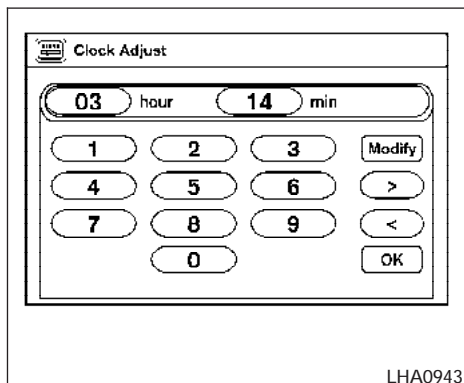 Clock Adjust
03 hour 14 min
1 2 3 Modify
4 5 6 >
7 8 9 <
0 OK
LHA0943